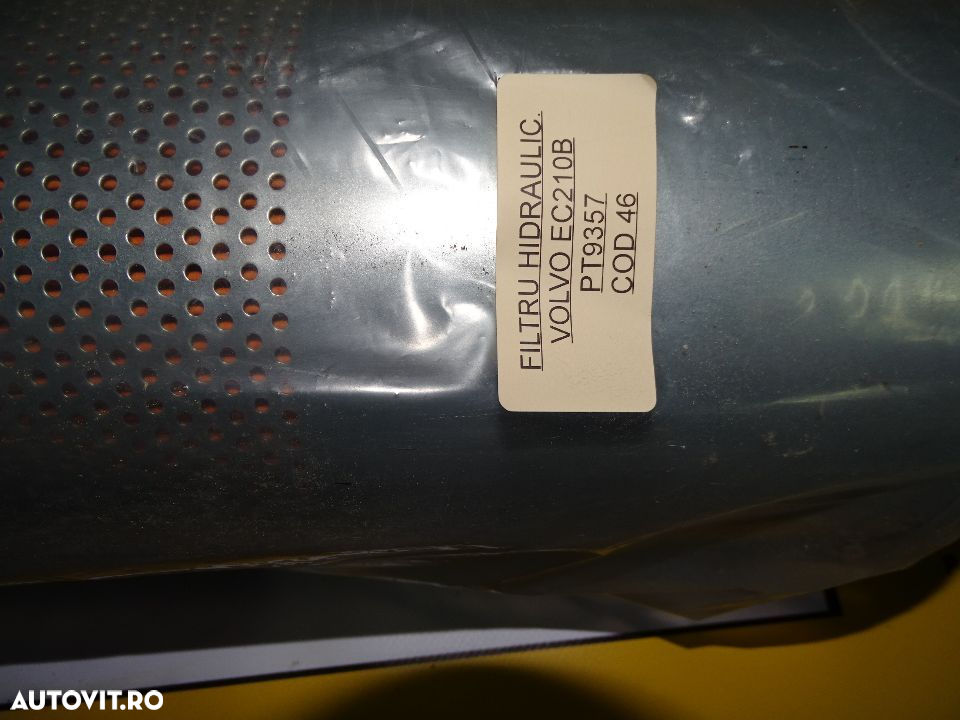 FILTRU HIDRAULIC.
VOLVO EC210B
PT9357
COD 46
AUTOVIT.RO